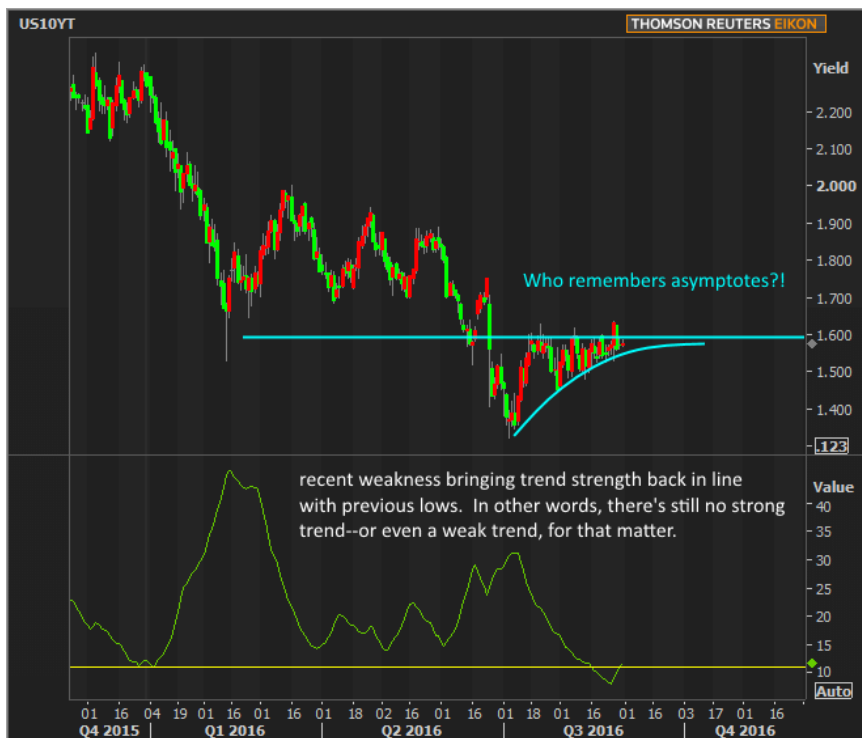 US10YT
THOMSON REUTERS EIKON
Yield
2.200
2.100
2.000
1.900
1.800
Who remembers asymptotes?!
1.700
1.600
1.500
1.400
.123
recent weakness bringing trend strength back in line
with previous lows.  In other words, there's still no strong
trend--or even a weak trend, for that matter.
Value
40
35
30
25
20
15
10
Auto
01 16 04 19 01 16 01 16 01 18 02 16 01 16 01 18 01 16 01 16 03 17 01 16
Q4 2015 Q1 2016 Q2 2016 Q3 2016 Q4 2016